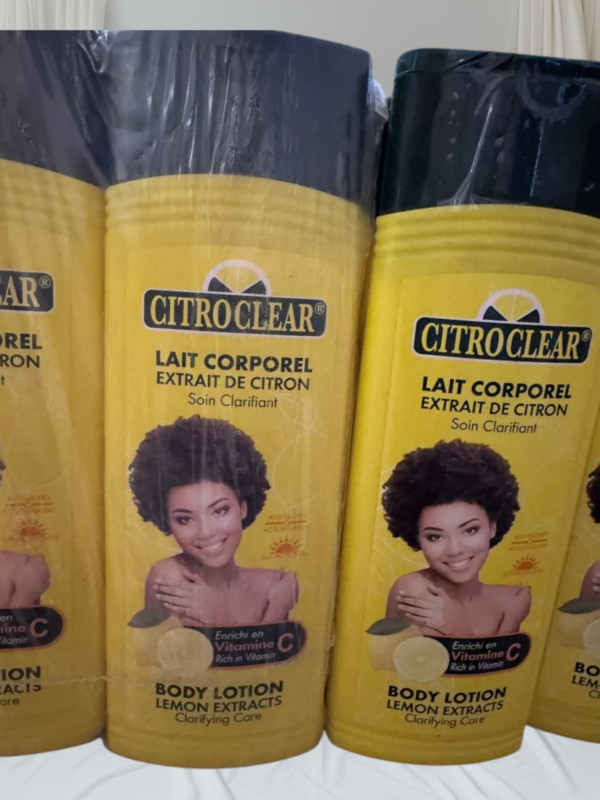 AR®
CITROCLEAR®
LAIT CORPOREL
EXTRAIT DE CITRON
Soin Clarifiant
Enrichi en
Vitamine C
Rich in Vitamin
BODY LOTION
LEMON EXTRACTS
Clarifying Care
CITROCLEAR®
LAIT CORPOREL
EXTRAIT DE CITRON
Soin Clarifiant
Enrichi en
Vitamine C
Rich in Vitamin
BODY LOTION
LEMON EXTRACTS
Clarifying Care